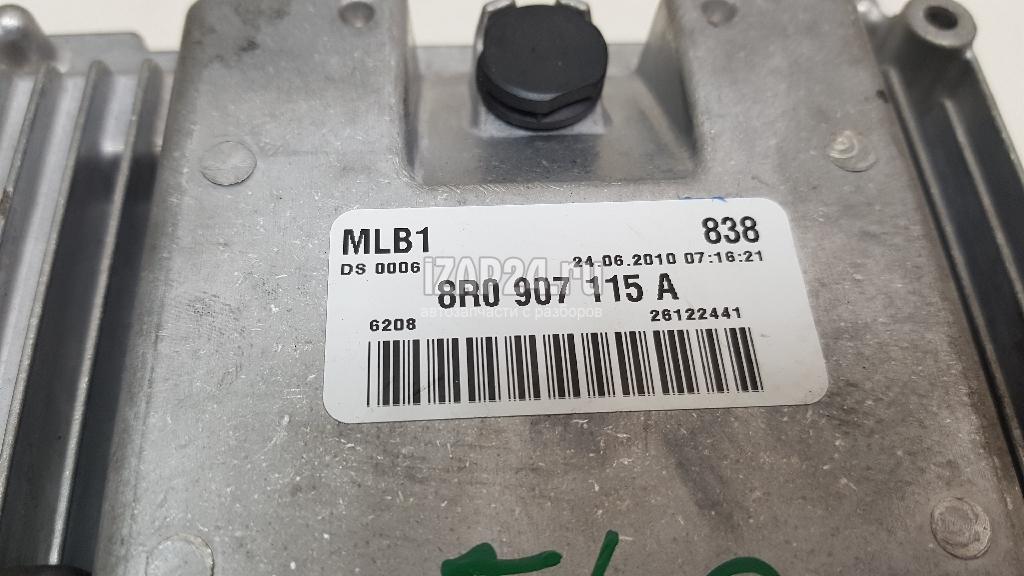 MLB1 838
DS 0006 24.06.2010 07:16:21
iZAP24.ru
8R0 907 115 A
автозапчасти с разборов
6208 26122441